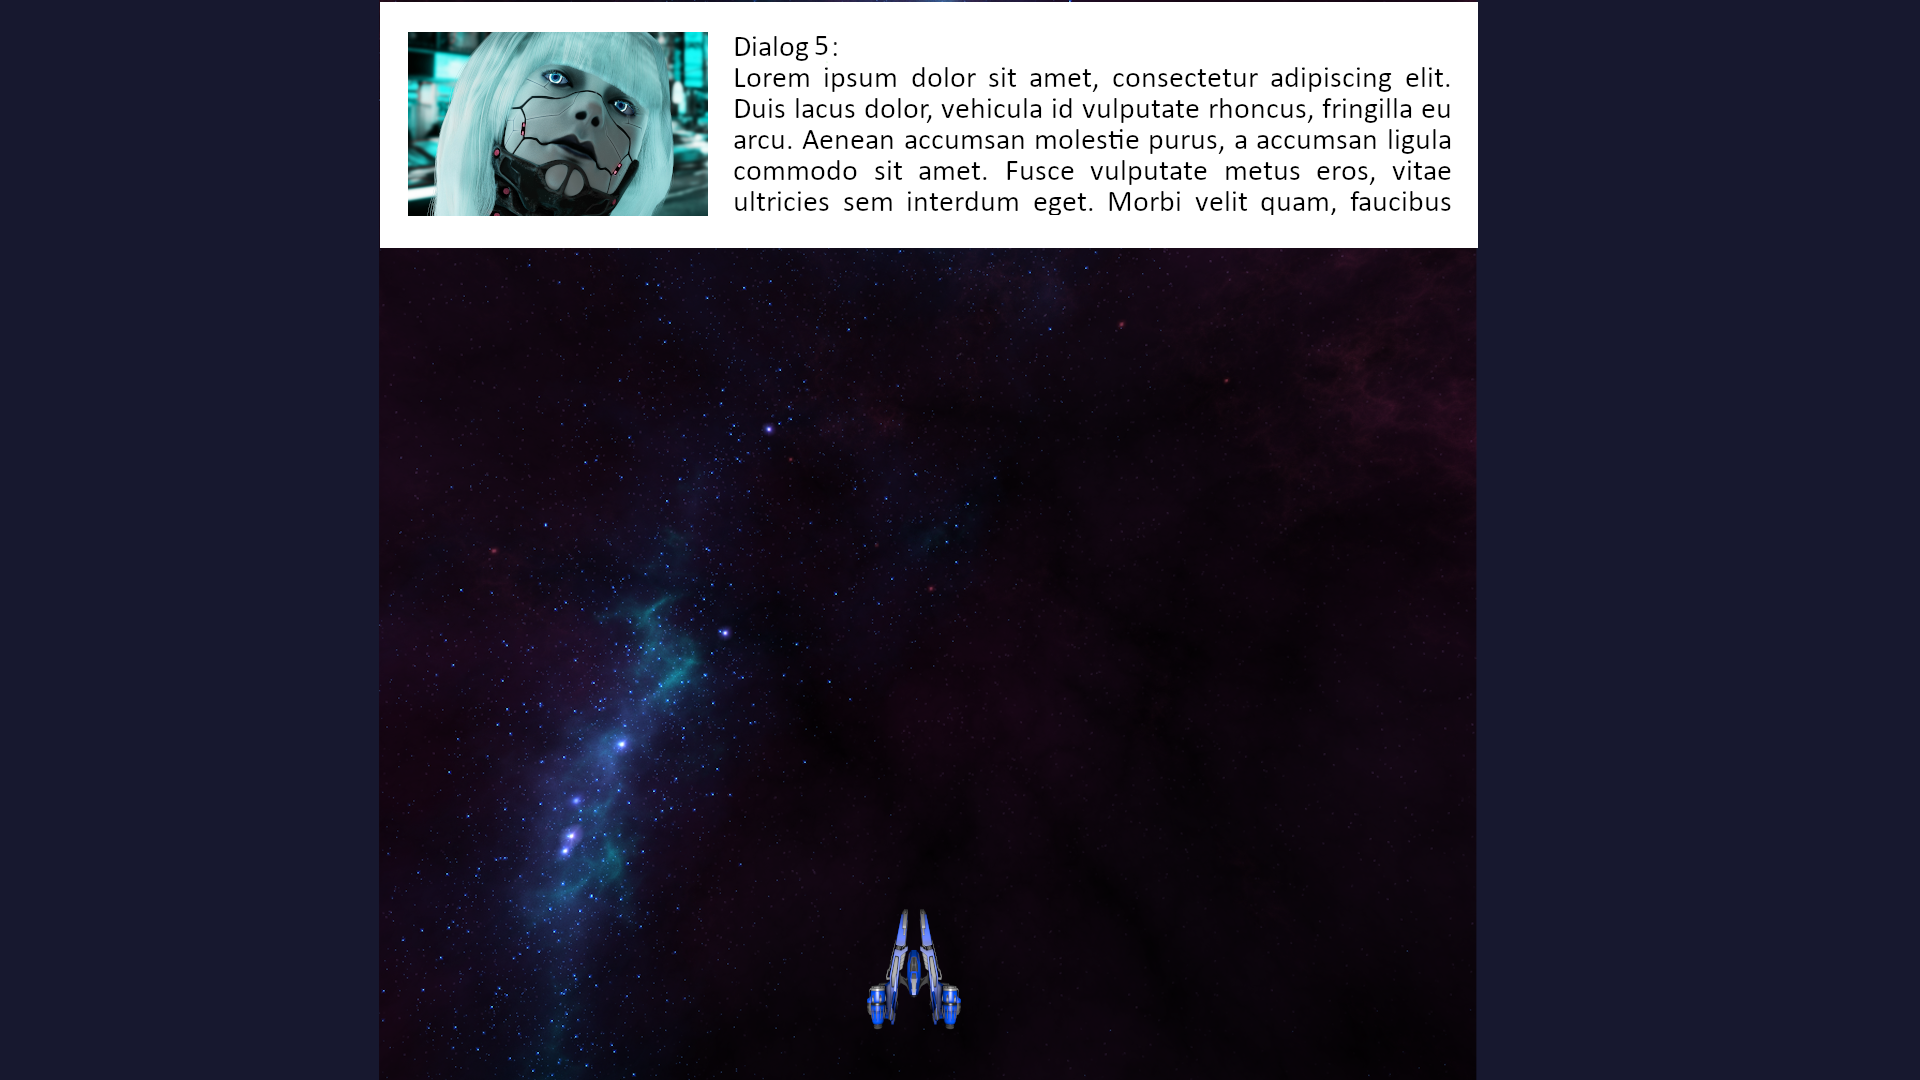 Dialog 5:
Lorem ipsum dolor sit amet, consectetur adipiscing elit.
Duis lacus dolor, vehicula id vulputate rhoncus, fringilla eu
arcu. Aenean accumsan molestie purus, a accumsan ligula
commodo sit amet. Fusce vulputate metus eros, vitae
ultricies sem interdum eget. Morbi velit quam, faucibus